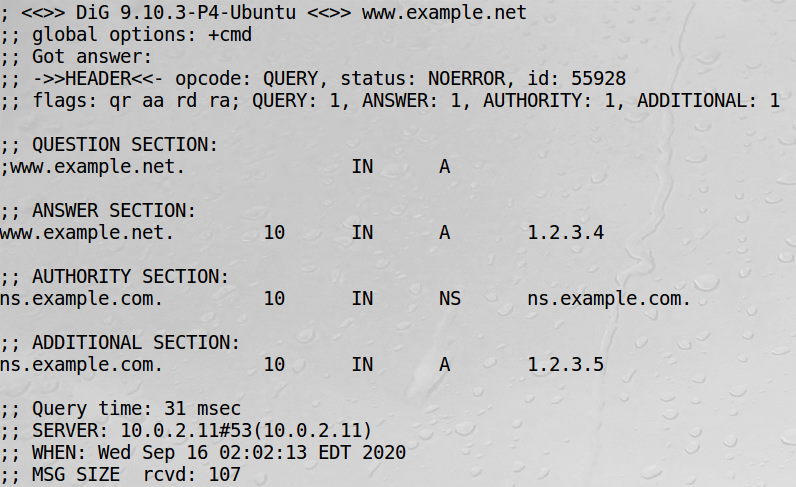 ; <<>> DiG 9.10.3-P4-Ubuntu <<>> www.example.net
;; global options: +cmd
;; Got answer:
;; ->>HEADER<<- opcode: QUERY, status: NOERROR, id: 55928
;; flags: qr aa rd ra; QUERY: 1, ANSWER: 1, AUTHORITY: 1, ADDITIONAL: 1
;; QUESTION SECTION:
;www.example.net. IN A
;; ANSWER SECTION:
www.example.net. 10 IN A 1.2.3.4
;; AUTHORITY SECTION:
ns.example.com. 10 IN NS ns.example.com.
;; ADDITIONAL SECTION:
ns.example.com. 10 IN A 1.2.3.5
;; Query time: 31 msec
;; SERVER: 10.0.2.11#53(10.0.2.11)
;; WHEN: Wed Sep 16 02:02:13 EDT 2020
;; MSG SIZE rcvd: 107